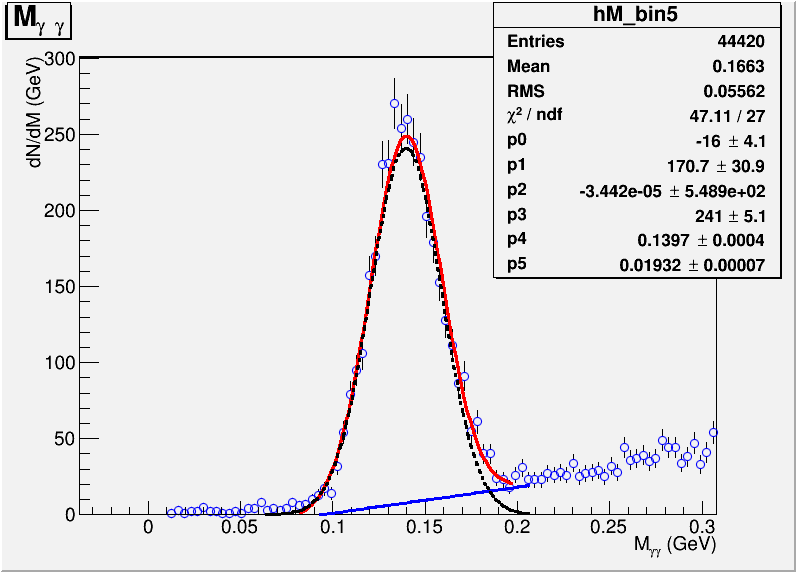 Mγ γ
hM_bin5
Entries 44420
Mean 0.1663
RMS 0.05562
χ² / ndf 47.11 / 27
p0 -16 ± 4.1
p1 170.7 ± 30.9
p2 -3.442e-05 ± 5.489e+02
p3 241 ± 5.1
p4 0.1397 ± 0.0004
p5 0.01932 ± 0.00007
dN/dM (GeV)
300
250
200
150
100
50
0
0 0.05 0.1 0.15 0.2 0.25 0.3
Mγγ (GeV)